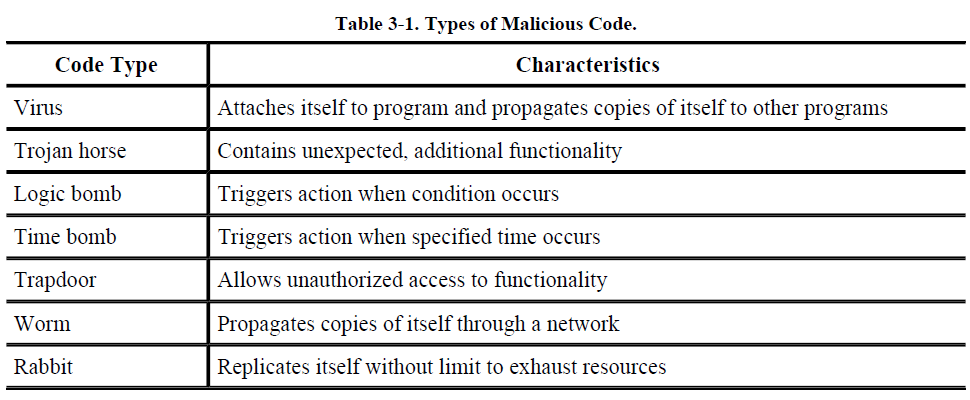 Table 3-1. Types of Malicious Code.
Code Type Characteristics
Virus Attaches itself to program and propagates copies of itself to other programs
Trojan horse Contains unexpected, additional functionality
Logic bomb Triggers action when condition occurs
Time bomb Triggers action when specified time occurs
Trapdoor Allows unauthorized access to functionality
Worm Propagates copies of itself through a network
Rabbit Replicates itself without limit to exhaust resources